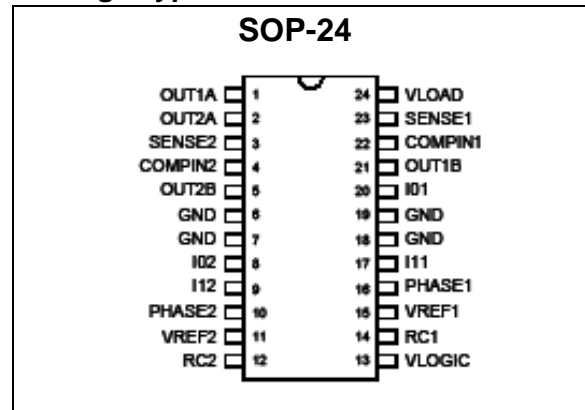 SOP-24
OUT1A 1 24 VLOAD
OUT2A 2 23 SENSE1
SENSE2 3 22 COMPIN1
COMPIN2 4 21 OUT1B
OUT2B 5 20 I01
GND 6 19 GND
GND 7 18 GND
I02 8 17 I11
I12 9 16 PHASE1
PHASE2 10 15 VREF1
VREF2 11 14 RC1
RC2 12 13 VLOGIC